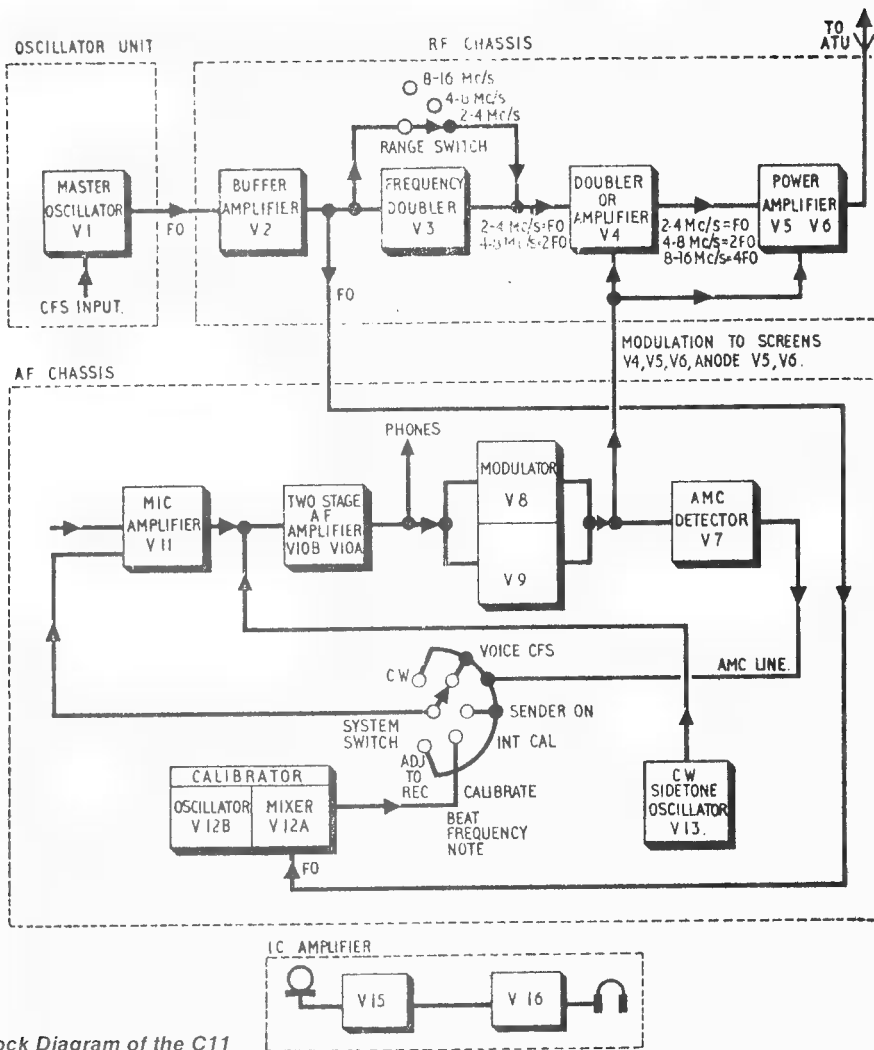 OSCILLATOR UNIT
RF CHASSIS
TO
ATU
8-16 Mc/s
4-8 Mc/s
2-4 Mc/s
RANGE SWITCH
MASTER
OSCILLATOR
V1
FO
BUFFER
AMPLIFIER
V2
FREQUENCY
DOUBLER
V3
2-4 Mc/s=FO
4-8 Mc/s=2FO
DOUBLER
OR
AMPLIFIER
V4
2-4 Mc/s=FO
4-8 Mc/s=2FO
8-16 Mc/s=4FO
POWER
AMPLIFIER
V5 V6
CFS INPUT.
FO
MODULATION TO SCREENS
V4,V5,V6, ANODE V5,V6.
AF CHASSIS
PHONES
MIC
AMPLIFIER
V11
TWO STAGE
AF
AMPLIFIER
V10B V10A
MODULATOR
V8
V9
AMC
DETECTOR
V7
VOICE CFS
CW
AMC LINE.
SYSTEM
SWITCH
SENDER ON
INT CAL
ADJ
TO
REC
CALIBRATE
BEAT
FREQUENCY
NOTE
CALIBRATOR
OSCILLATOR
V12B
MIXER
V12A
FO
CW
SIDETONE
OSCILLATOR
V13.
I.C AMPLIFIER
V15
V16
ock Diagram of the C11